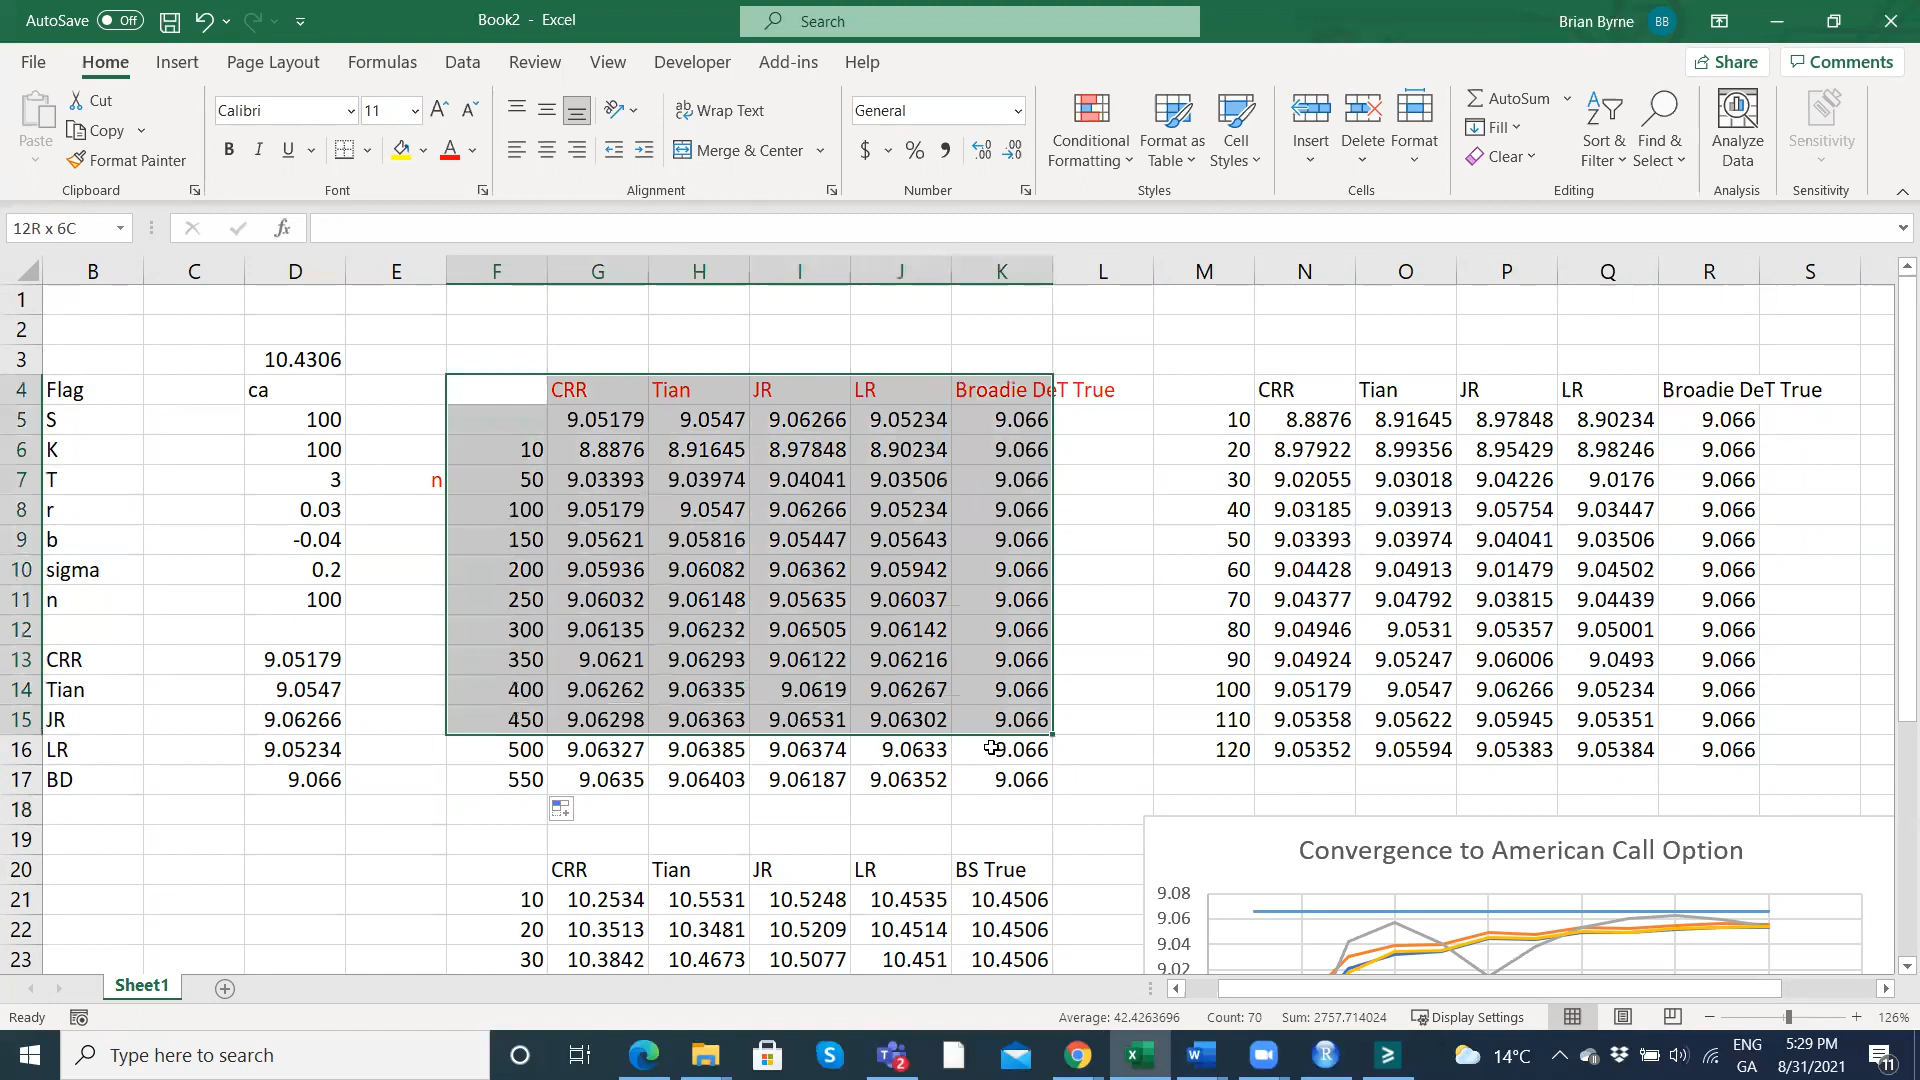 AutoSave Off Book2 - Excel Search Brian Byrne BB
File Home Insert Page Layout Formulas Data Review View Developer Add-ins Help Share Comments
Paste Cut Copy Format Painter Clipboard
Calibri 11 B I U Font
Wrap Text Merge & Center Alignment
General $ % Number
Conditional Formatting Format as Table Cell Styles Styles
Insert Delete Format Cells
AutoSum Fill Clear Sort & Filter Find & Select Editing
Analyze Data Analysis
Sensitivity Sensitivity
12R x 6C fx
B C D E F G H I J K L M N O P Q R S
1
2
3 10.4306
4 Flag ca CRR Tian JR LR Broadie DeT True CRR Tian JR LR Broadie DeT True
5 S 100 9.05179 9.0547 9.06266 9.05234 9.066 10 8.8876 8.91645 8.97848 8.90234 9.066
6 K 100 10 8.8876 8.91645 8.97848 8.90234 9.066 20 8.97922 8.99356 8.95429 8.98246 9.066
7 T 3 n 50 9.03393 9.03974 9.04041 9.03506 9.066 30 9.02055 9.03018 9.04226 9.0176 9.066
8 r 0.03 100 9.05179 9.0547 9.06266 9.05234 9.066 40 9.03185 9.03913 9.05754 9.03447 9.066
9 b -0.04 150 9.05621 9.05816 9.05447 9.05643 9.066 50 9.03393 9.03974 9.04041 9.03506 9.066
10 sigma 0.2 200 9.05936 9.06082 9.06362 9.05942 9.066 60 9.04428 9.04913 9.01479 9.04502 9.066
11 n 100 250 9.06032 9.06148 9.05635 9.06037 9.066 70 9.04377 9.04792 9.03815 9.04439 9.066
12 300 9.06135 9.06232 9.06505 9.06142 9.066 80 9.04946 9.0531 9.05357 9.05001 9.066
13 CRR 9.05179 350 9.0621 9.06293 9.06122 9.06216 9.066 90 9.04924 9.05247 9.06006 9.0493 9.066
14 Tian 9.0547 400 9.06262 9.06335 9.0619 9.06267 9.066 100 9.05179 9.0547 9.06266 9.05234 9.066
15 JR 9.06266 450 9.06298 9.06363 9.06531 9.06302 9.066 110 9.05358 9.05622 9.05945 9.05351 9.066
16 LR 9.05234 500 9.06327 9.06385 9.06374 9.0633 9.066 120 9.05352 9.05594 9.05383 9.05384 9.066
17 BD 9.066 550 9.0635 9.06403 9.06187 9.06352 9.066
18
19
20 CRR Tian JR LR BS True
21 10 10.2534 10.5531 10.5248 10.4535 10.4506
22 20 10.3513 10.3481 10.5209 10.4514 10.4506
23 30 10.3842 10.4673 10.5077 10.451 10.4506
Convergence to American Call Option
9.08
9.06
9.04
9.02
Sheet1
Ready Average: 42.4263696 Count: 70 Sum: 2757.714024 Display Settings 126%
Type here to search 2 14°C ENG 5:29 PM
GA 8/31/2021 11